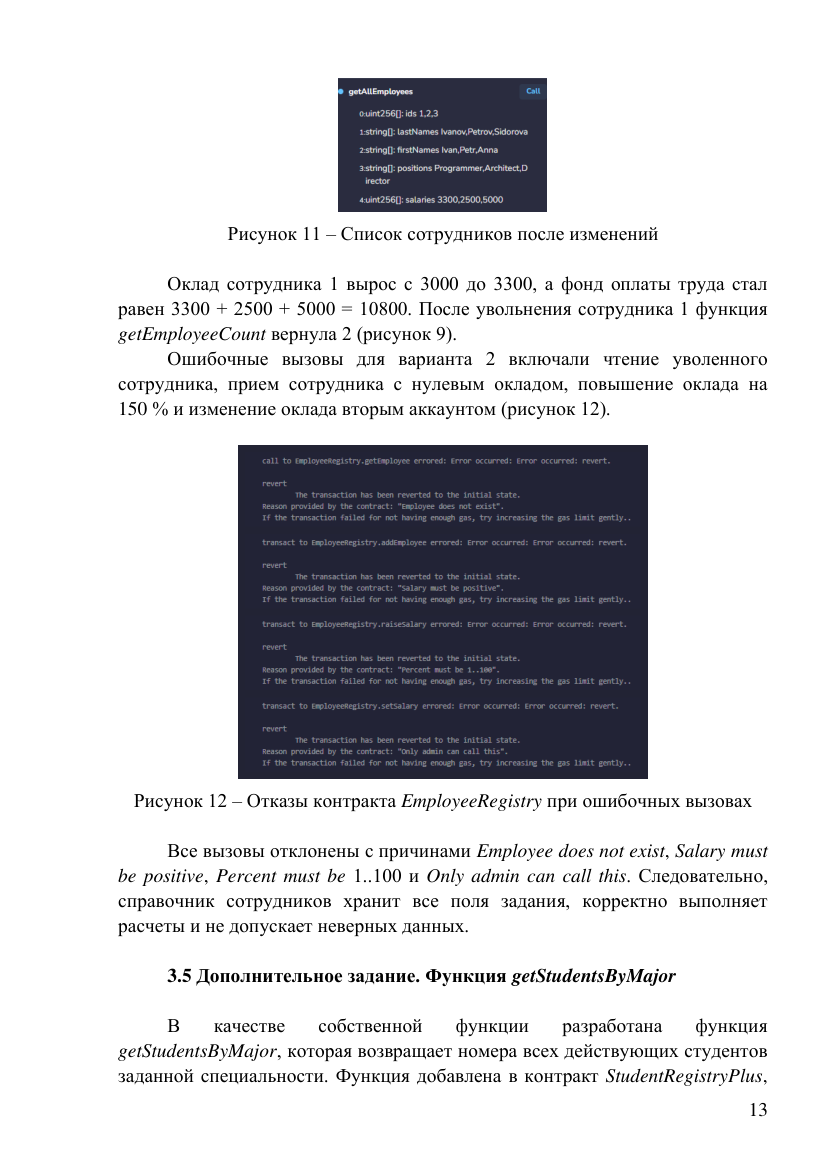 getAllEmployees
Call
0:uint256[]: ids 1,2,3
1:string[]: lastNames Ivanov,Petrov,Sidorova
2:string[]: firstNames Ivan,Petr,Anna
3:string[]: positions Programmer,Architect,D
irector
4:uint256[]: salaries 3300,2500,5000
Рисунок 11 – Список сотрудников после изменений
Оклад сотрудника 1 вырос с 3000 до 3300, а фонд оплаты труда стал
равен 3300 + 2500 + 5000 = 10800. После увольнения сотрудника 1 функция
getEmployeeCount вернула 2 (рисунок 9).
Ошибочные вызовы для варианта 2 включали чтение уволенного
сотрудника, прием сотрудника с нулевым окладом, повышение оклада на
150 % и изменение оклада вторым аккаунтом (рисунок 12).
call to EmployeeRegistry.getEmployee errored: Error occurred: Error occurred: revert.
revert
The transaction has been reverted to the initial state.
Reason provided by the contract: "Employee does not exist".
If the transaction failed for not having enough gas, try increasing the gas limit gently..
transact to EmployeeRegistry.addEmployee errored: Error occurred: Error occurred: revert.
revert
The transaction has been reverted to the initial state.
Reason provided by the contract: "Salary must be positive".
If the transaction failed for not having enough gas, try increasing the gas limit gently..
transact to EmployeeRegistry.raiseSalary errored: Error occurred: Error occurred: revert.
revert
The transaction has been reverted to the initial state.
Reason provided by the contract: "Percent must be 1..100".
If the transaction failed for not having enough gas, try increasing the gas limit gently..
transact to EmployeeRegistry.setSalary errored: Error occurred: Error occurred: revert.
revert
The transaction has been reverted to the initial state.
Reason provided by the contract: "Only admin can call this".
If the transaction failed for not having enough gas, try increasing the gas limit gently..
Рисунок 12 – Отказы контракта EmployeeRegistry при ошибочных вызовах
Все вызовы отклонены с причинами Employee does not exist, Salary must
be positive, Percent must be 1..100 и Only admin can call this. Следовательно,
справочник сотрудников хранит все поля задания, корректно выполняет
расчеты и не допускает неверных данных.
3.5 Дополнительное задание. Функция getStudentsByMajor
В качестве собственной функции разработана функция
getStudentsByMajor, которая возвращает номера всех действующих студентов
заданной специальности. Функция добавлена в контракт StudentRegistryPlus,
13